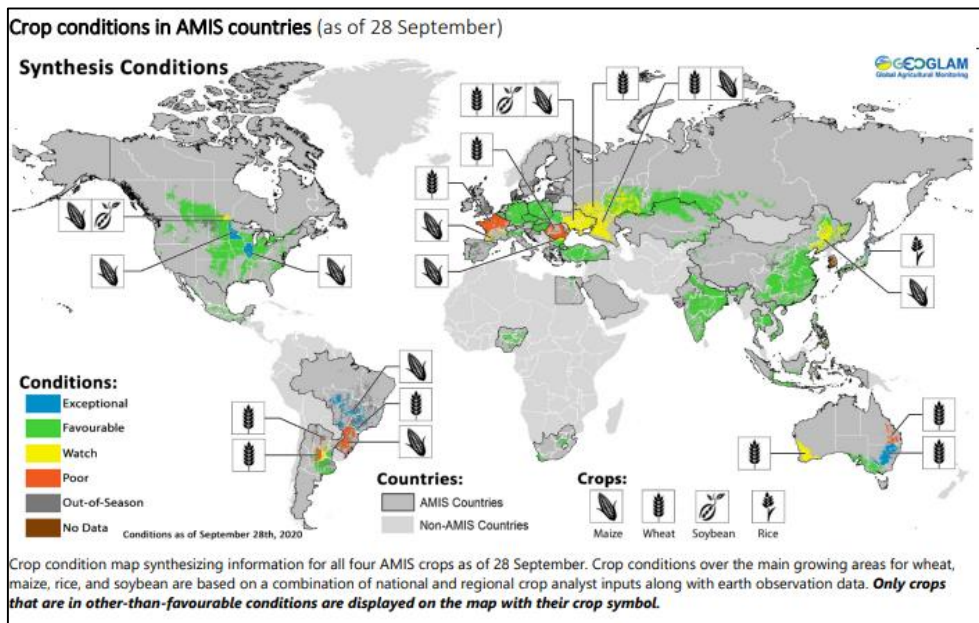 Crop conditions in AMIS countries (as of 28 September)
Synthesis Conditions
GEOGLAM
Global Agricultural Monitoring
Conditions:
Exceptional
Favourable
Watch
Poor
Out-of-Season
No Data
Conditions as of September 28th, 2020
Countries:
AMIS Countries
Non-AMIS Countries
Crops:
Maize
Wheat
Soybean
Rice
Crop condition map synthesizing information for all four AMIS crops as of 28 September. Crop conditions over the main growing areas for wheat,
maize, rice, and soybean are based on a combination of national and regional crop analyst inputs along with earth observation data. Only crops
that are in other-than-favourable conditions are displayed on the map with their crop symbol.